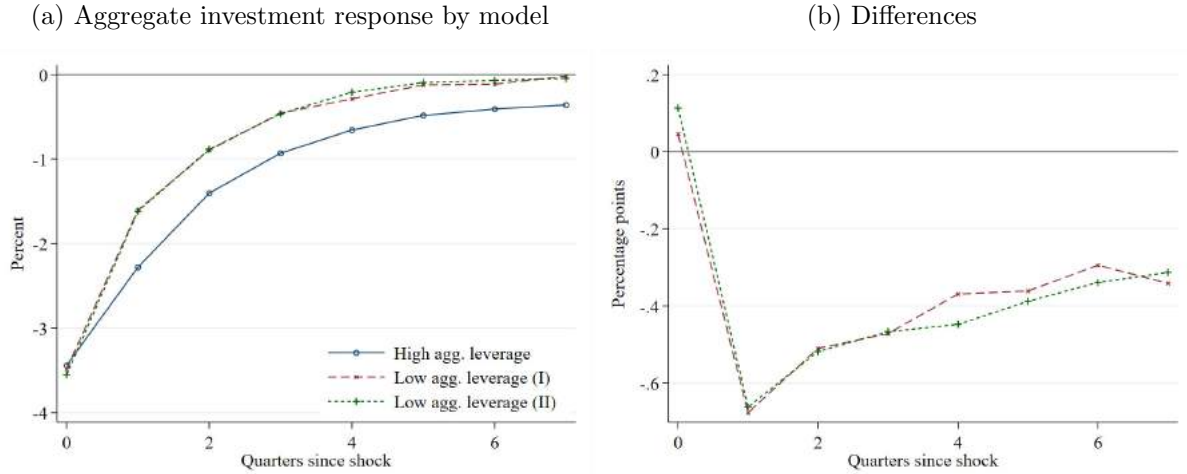 (a) Aggregate investment response by model
0
-1
-2
-3
-4
Percent
High agg. leverage
Low agg. leverage (I)
Low agg. leverage (II)
0
2
4
6
Quarters since shock
(b) Differences
.2
0
-.2
-.4
-.6
Percentage points
0
2
4
6
Quarters since shock